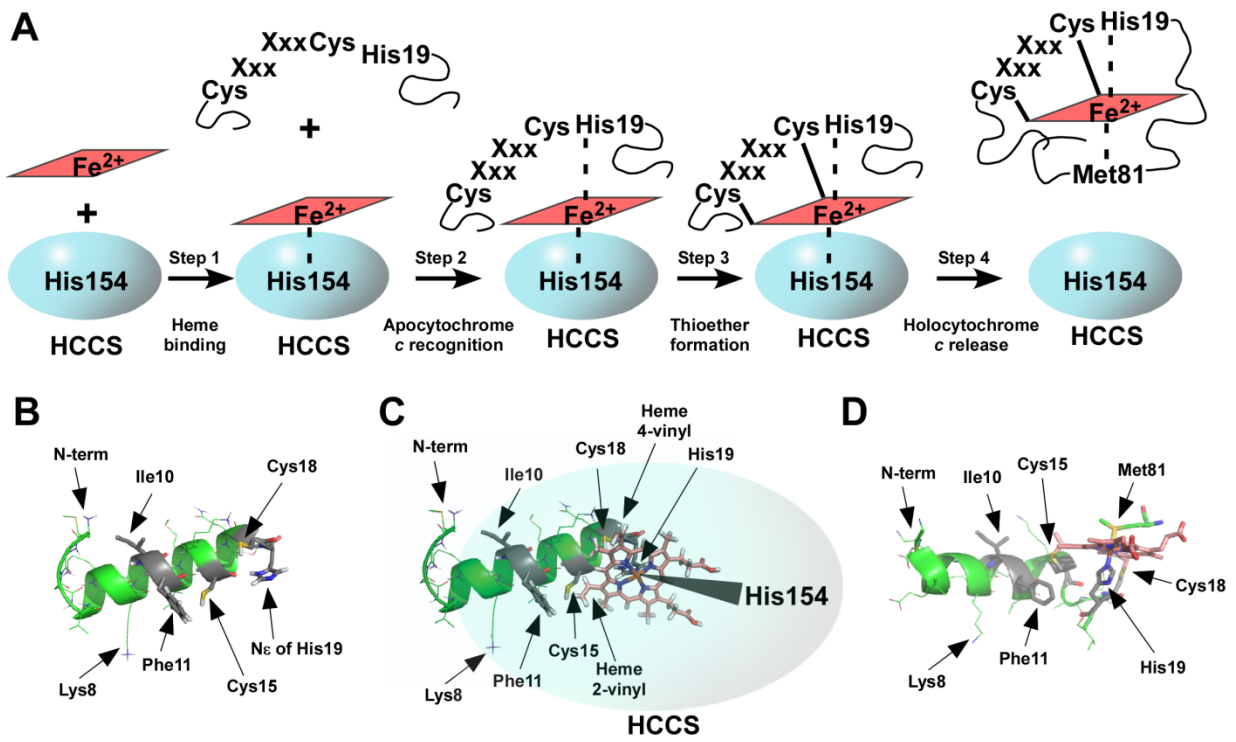 A
Cys
Xxx
Xxx
Cys
His19
+
Fe2+
+
His154
HCCS
Step 1
Heme
binding
Fe2+
His154
HCCS
Step 2
Apocytochrome
c recognition
Cys
Xxx
Xxx
Cys
His19
Fe2+
His154
HCCS
Step 3
Thioether
formation
Cys
Xxx
Xxx
Cys
His19
Fe2+
His154
HCCS
Step 4
Holocytochrome
c release
Cys
Xxx
Xxx
Cys
His19
Fe2+
Met81
His154
HCCS
B
N-term
Ile10
Cys18
Lys8
Phe11
Cys15
Nε of His19
C
N-term
Ile10
Cys18
Heme
4-vinyl
His19
His154
Lys8
Phe11
Cys15
Heme
2-vinyl
HCCS
D
N-term
Ile10
Cys15
Met81
Cys18
Lys8
Phe11
His19